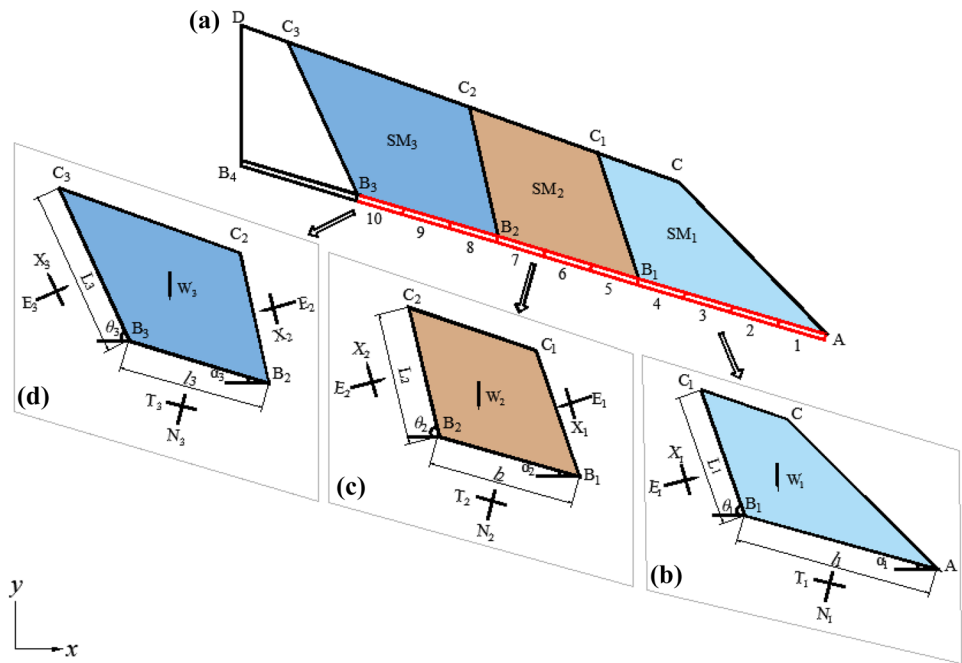 (a)
D
C3
C2
C1
C
SM3
SM2
SM1
B4
B3
B2
B1
A
10 9 8 7 6 5 4 3 2 1
C3
C2
X3
L3
E3
W3
E2
X2
θ3
B3
B2
α3
l3
T3
N3
(d)
C2
C1
X2
L2
E2
W2
E1
X1
θ2
B2
B1
α2
l2
T2
N2
(c)
C1
C
X1
L1
E1
W1
θ1
B1
A
α1
l1
T1
N1
(b)
y
x